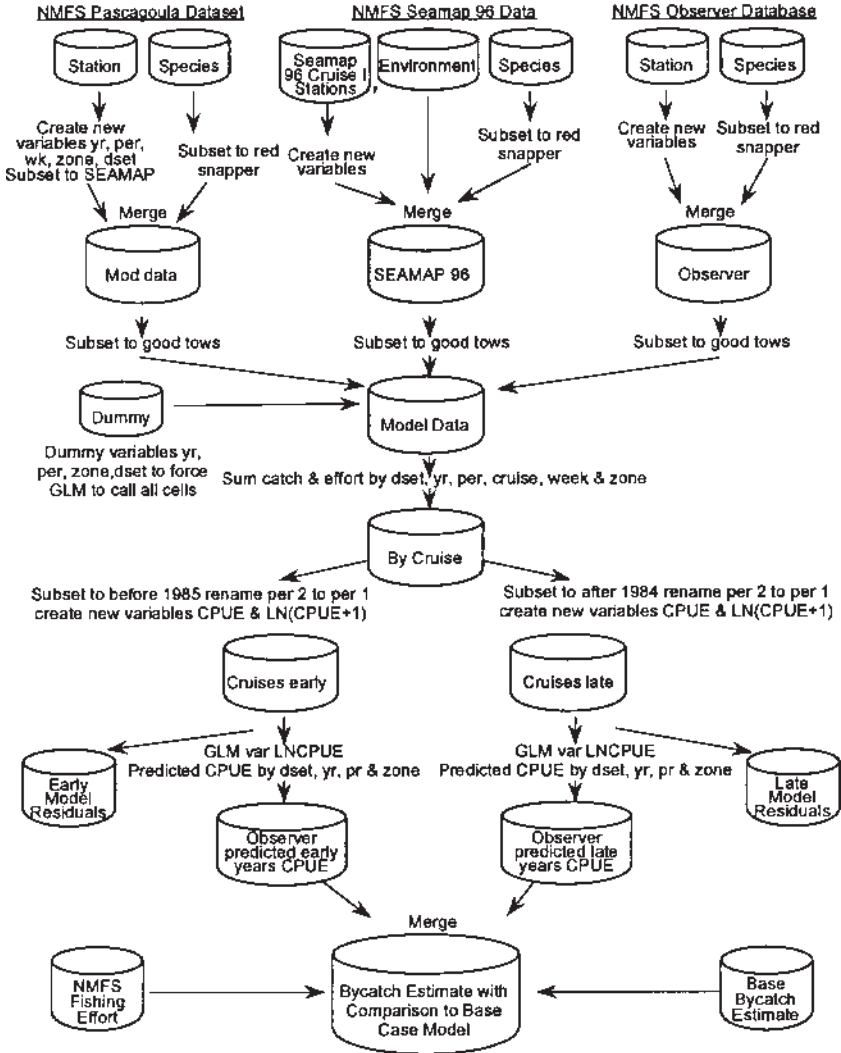 NMFS Pascagoula Dataset
NMFS Seamap 96 Data
NMFS Observer Database
Station
Species
Seamap
96 Cruise I
Stations ,
Environment
Species
Station
Species
Create new
variables yr, per,
wk, zone, dset
Subset to SEAMAP
Subset to red
snapper
Create new
variables
Subset to red
snapper
Create new
variables
Subset to red
snapper
Merge
Merge
Merge
Mod data
SEAMAP 96
Observer
Subset to good tows
Subset to good tows
Subset to good tows
Dummy
Model Data
Dummy variables yr,
per, zone,dset to force
GLM to call all cells
Sum catch & effort by dset, yr, per, cruise, week & zone
By Cruise
Subset to before 1985 rename per 2 to per 1
create new variables CPUE & LN(CPUE+1)
Subset to after 1984 rename per 2 to per 1
create new variables CPUE & LN(CPUE+1)
Cruises early
Cruises late
GLM var LNCPUE
Predicted CPUE by dset, yr, pr & zone
GLM var LNCPUE
Predicted CPUE by dset, yr, pr & zone
Early
Model
Residuals
Late
Model
Residuals
Observer
predicted early
years CPUE
Observer
predicted late
years CPUE
Merge
NMFS
Fishing
Effort
Bycatch Estimate with
Comparison to Base
Case Model
Base
Bycatch
Estimate